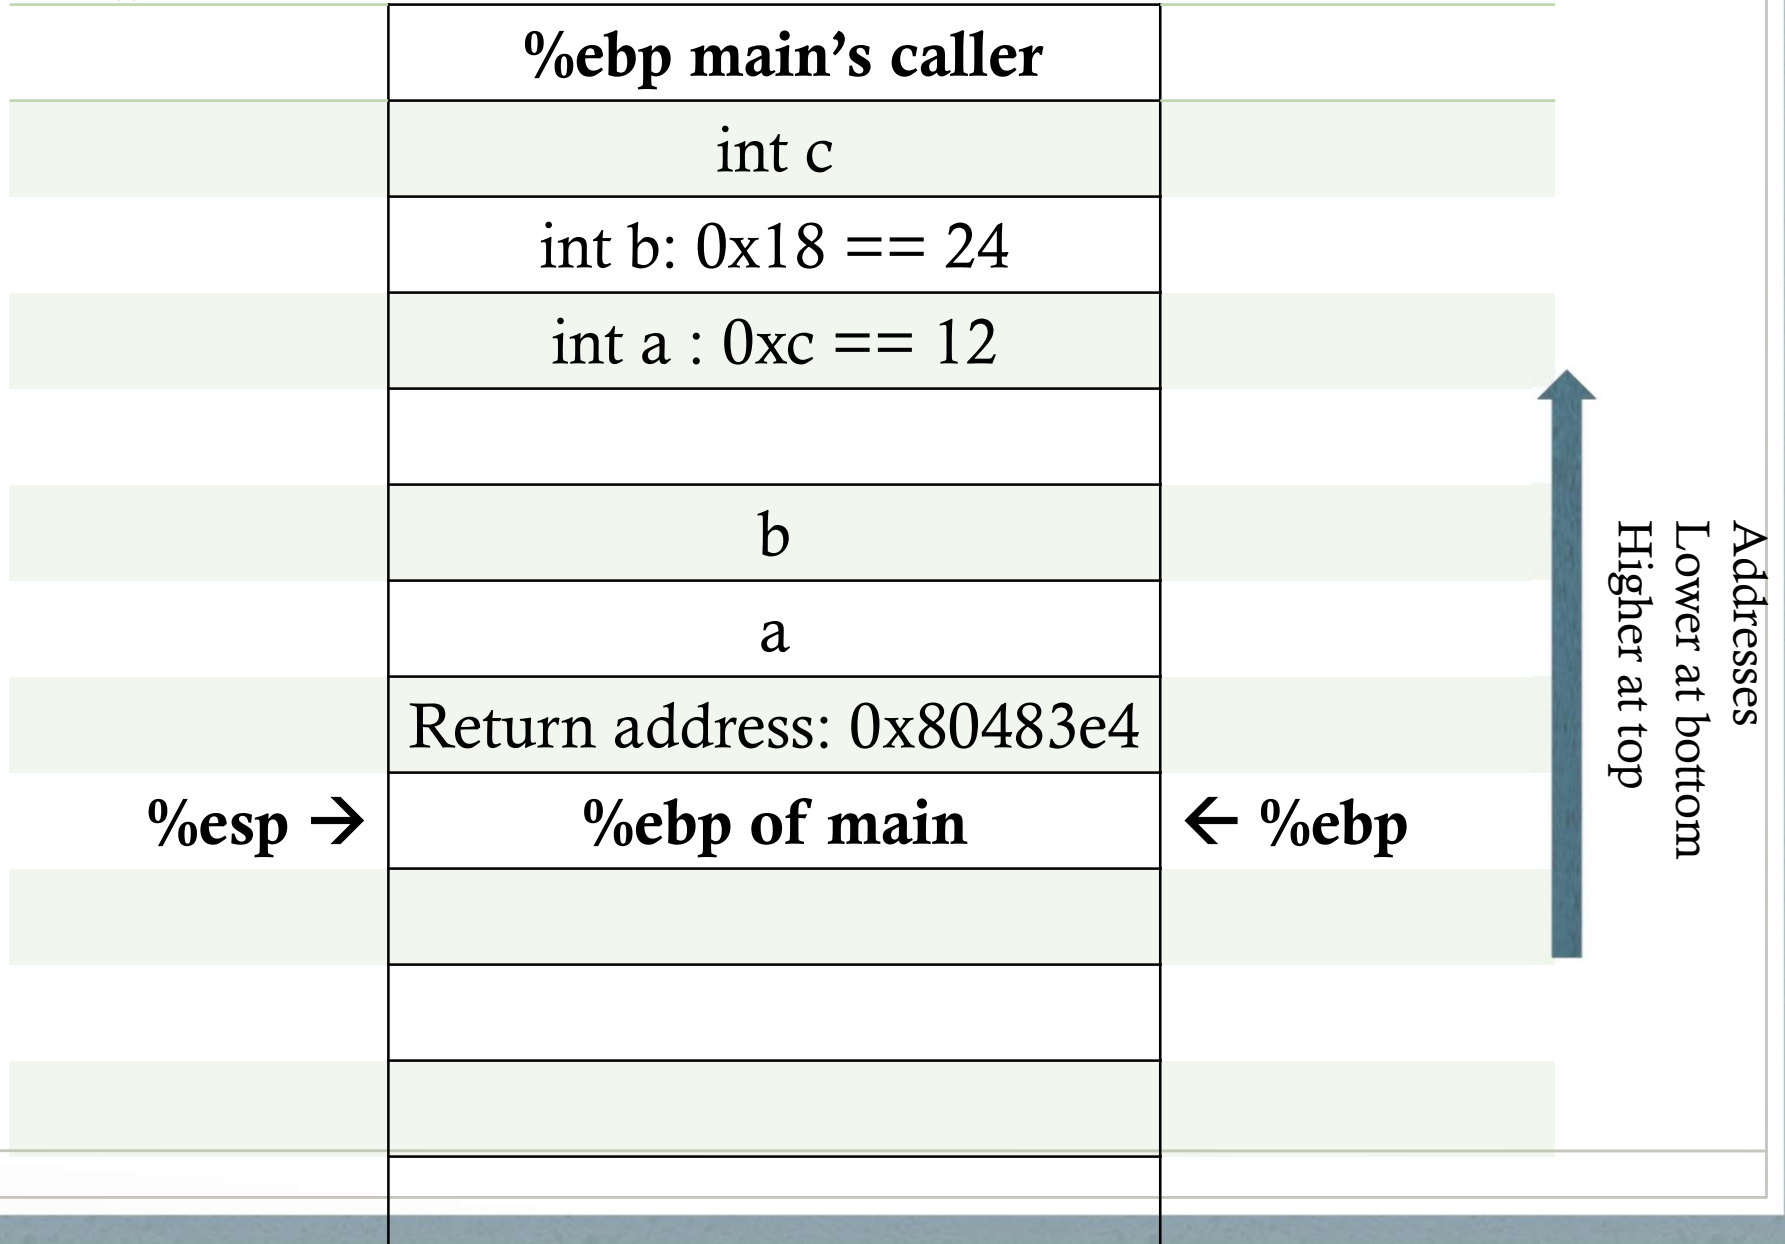 %ebp main’s caller
int c
int b: 0x18 == 24
int a : 0xc == 12
b
a
Return address: 0x80483e4
%esp → %ebp of main ← %ebp
Addresses
Lower at bottom
Higher at top